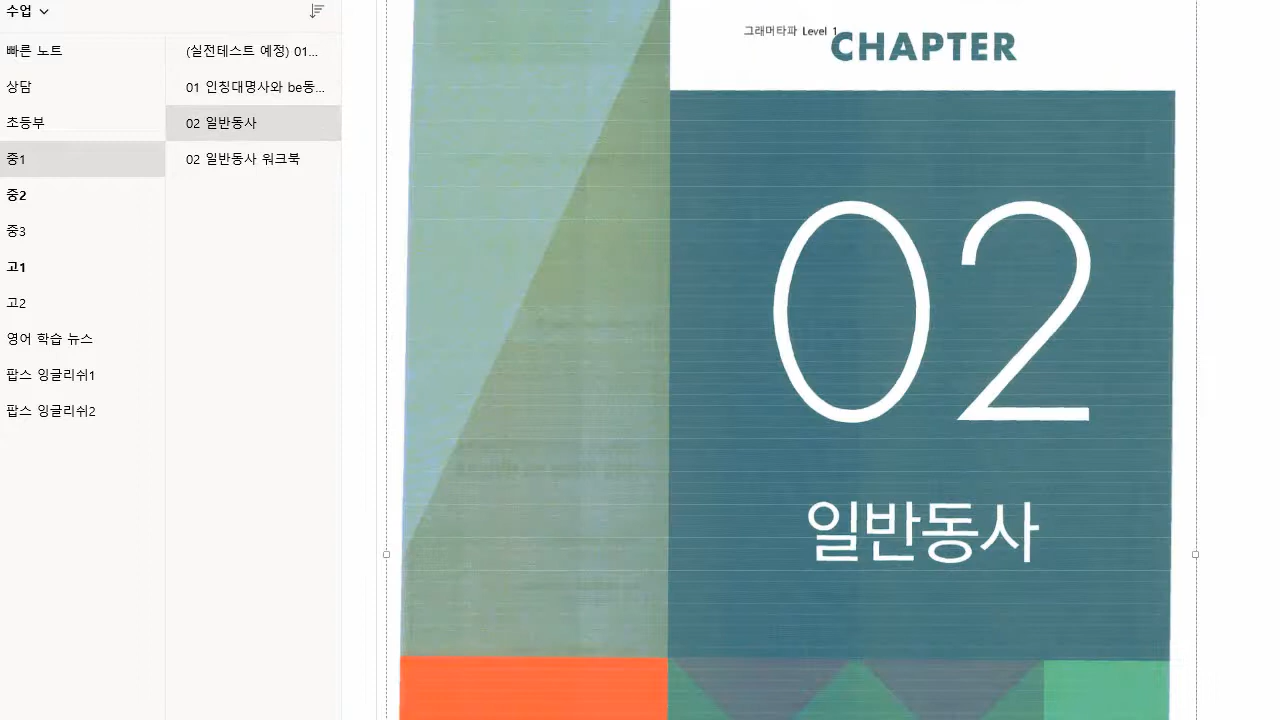 수업
빠른 노트
상담
초등부
중1
중2
중3
고1
고2
영어 학습 뉴스
팝스 잉글리쉬1
팝스 잉글리쉬2
(실전테스트 예정) 01...
01 인칭대명사와 be동...
02 일반동사
02 일반동사 워크북
그래머타파 Level 1
CHAPTER
02
일반동사